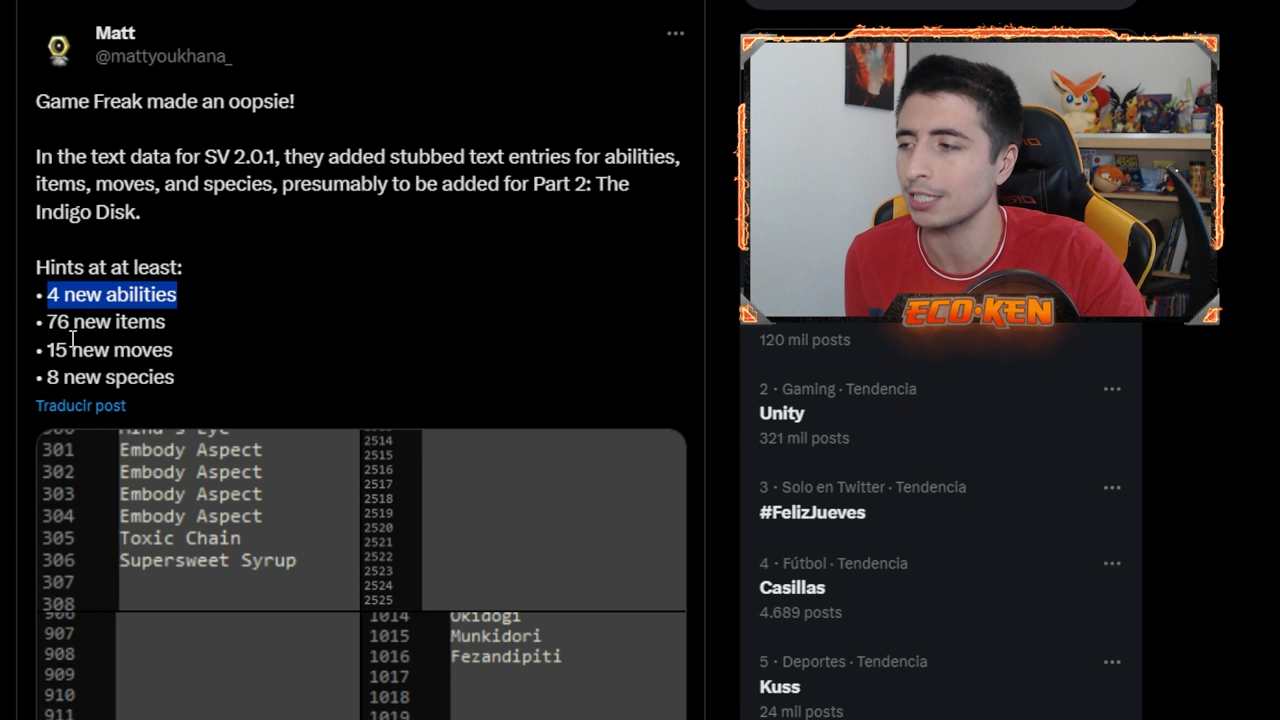 Matt
@mattyoukhana_
Game Freak made an oopsie!
In the text data for SV 2.0.1, they added stubbed text entries for abilities,
items, moves, and species, presumably to be added for Part 2: The
Indigo Disk.
Hints at at least:
• 4 new abilities
• 76 new items
• 15 new moves
• 8 new species
Traducir post
300 Mind's Eye
301 Embody Aspect
302 Embody Aspect
303 Embody Aspect
304 Embody Aspect
305 Toxic Chain
306 Supersweet Syrup
307
308
2514
2515
2516
2517
2518
2519
2520
2521
2522
2523
2524
2525
906
907
908
909
910
911
1014 Okidogi
1015 Munkidori
1016 Fezandipiti
1017
1018
1019
ECO·KEN
120 mil posts
2 · Gaming · Tendencia
Unity
321 mil posts
3 · Solo en Twitter · Tendencia
#FelizJueves
4 · Fútbol · Tendencia
Casillas
4.689 posts
5 · Deportes · Tendencia
Kuss
24 mil posts